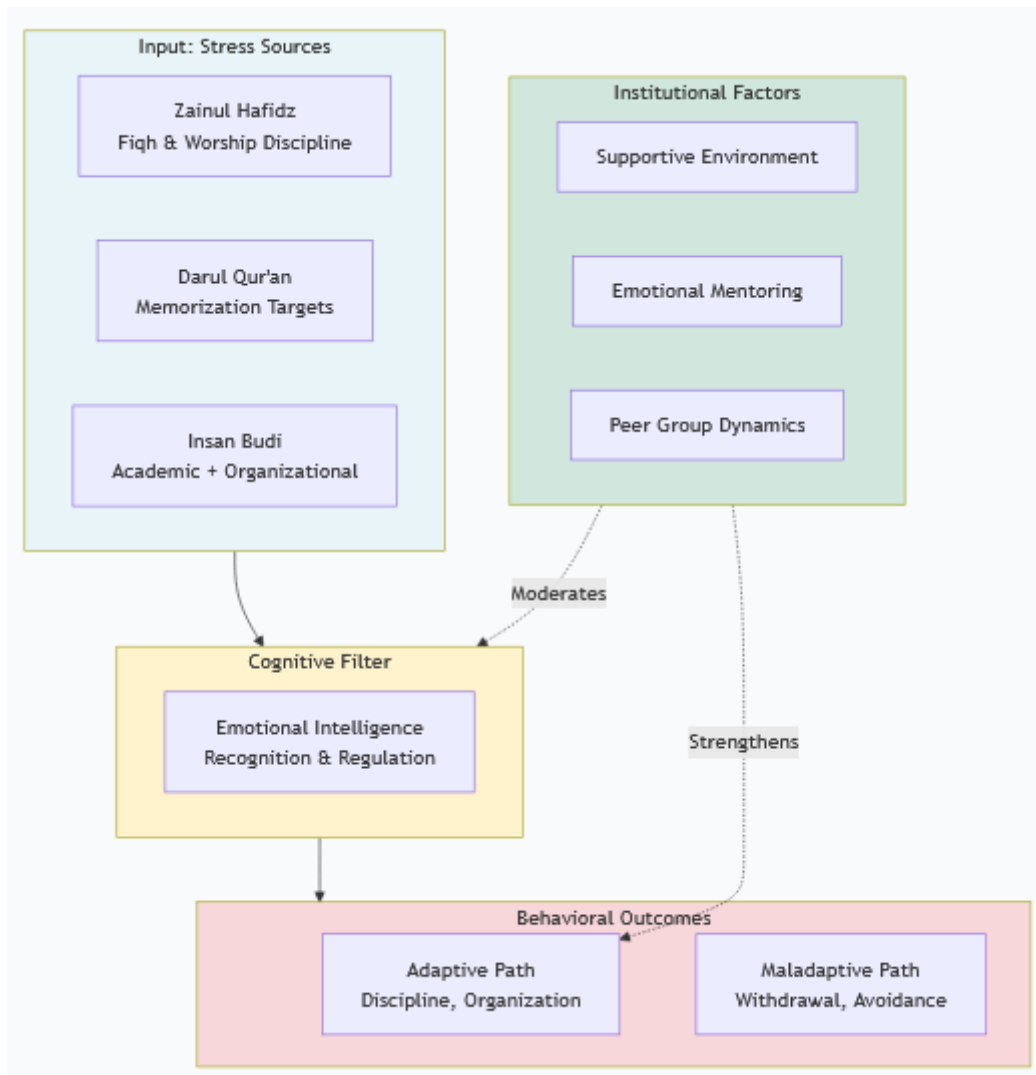 Input: Stress Sources
Zainul Hafidz
Fiqh & Worship Discipline
Darul Qur'an
Memorization Targets
Insan Budi
Academic + Organizational
Institutional Factors
Supportive Environment
Emotional Mentoring
Peer Group Dynamics
Moderates
Strengthens
Cognitive Filter
Emotional Intelligence
Recognition & Regulation
Behavioral Outcomes
Adaptive Path
Discipline, Organization
Maladaptive Path
Withdrawal, Avoidance